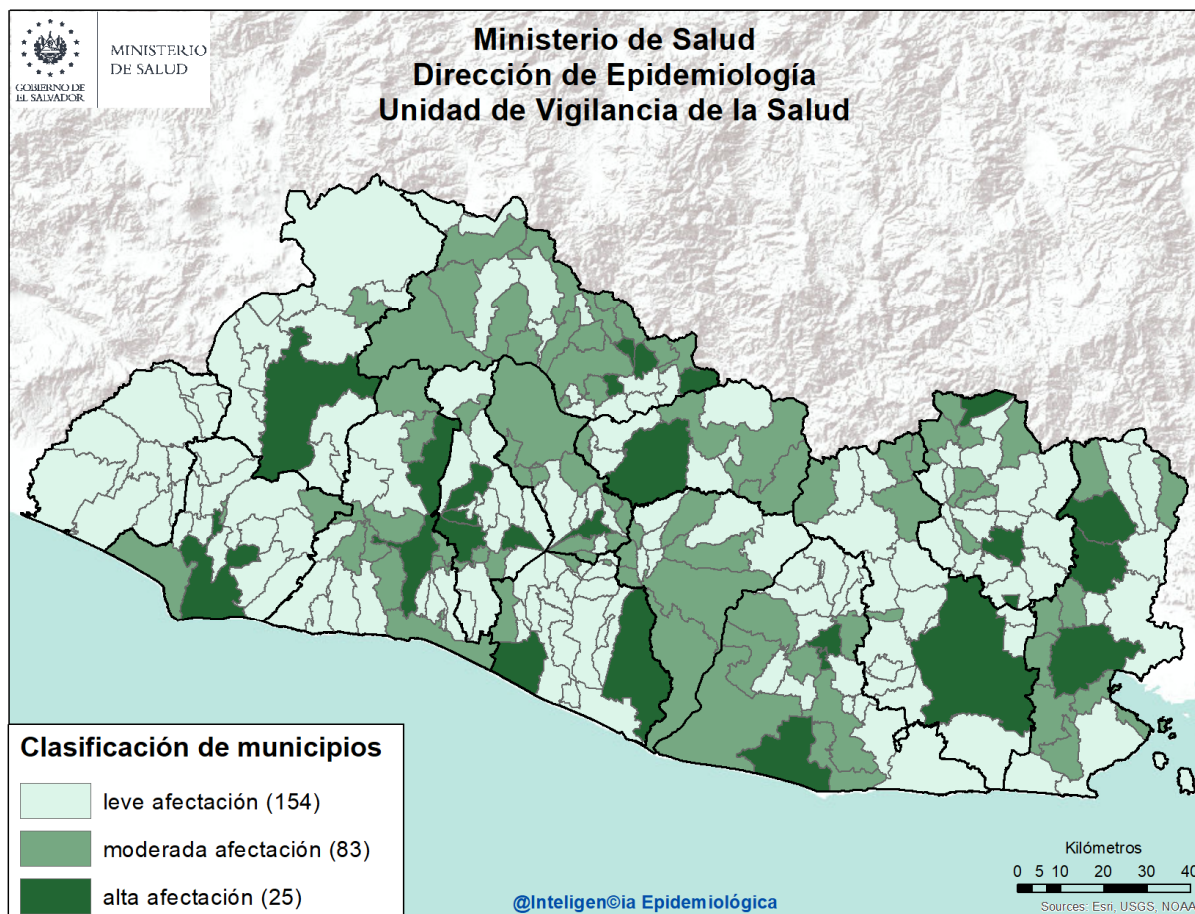 MINISTERIO
DE SALUD
GOBIERNO DE
EL SALVADOR
Ministerio de Salud
Dirección de Epidemiología
Unidad de Vigilancia de la Salud
Clasificación de municipios
leve afectación (154)
moderada afectación (83)
alta afectación (25)
@Inteligen©ia Epidemiológica
Kilómetros
0 5 10 20 30 40
Sources: Esri, USGS, NOAA